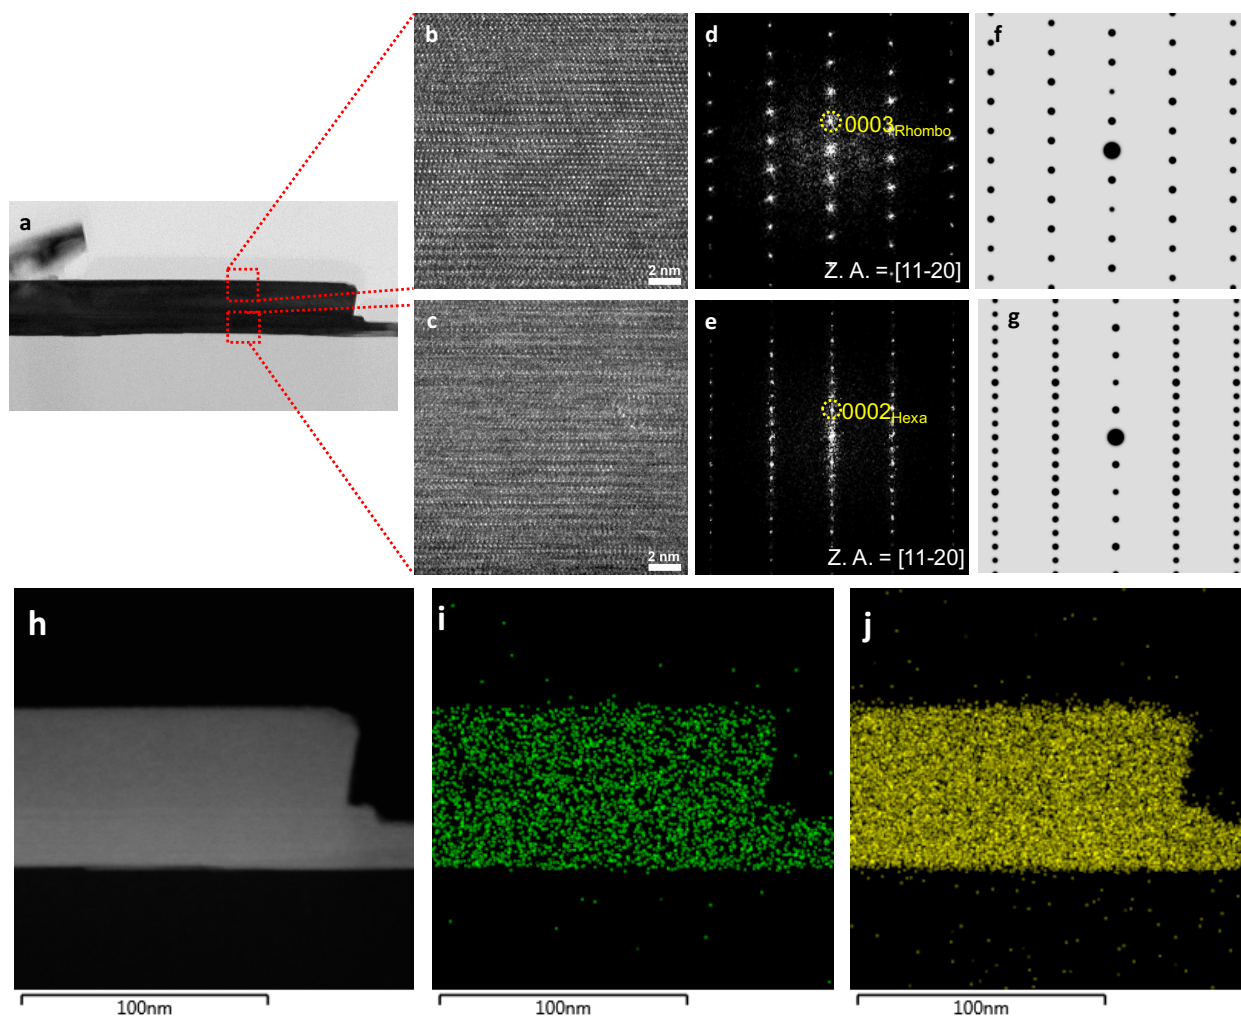 a
b
2 nm
c
2 nm
d
0003Rhombo
Z. A. = [11-20]
e
0002Hexa
Z. A. = [11-20]
f
g
h
i
j
100nm
100nm
100nm